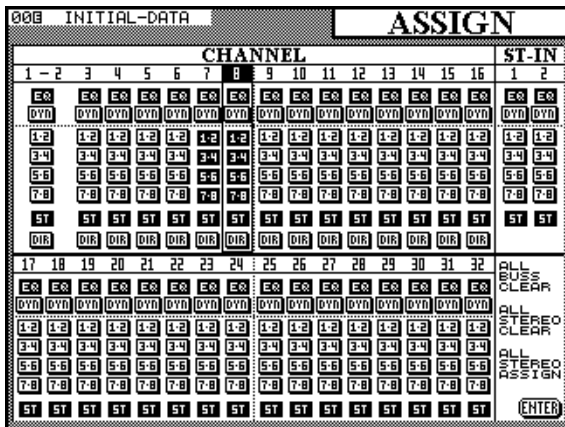 00B INITIAL-DATA ASSIGN
CHANNEL ST-IN
1 - 2 3 4 5 6 7 8 9 10 11 12 13 14 15 16 1 2
EQ EQ EQ EQ EQ EQ EQ EQ EQ EQ EQ EQ EQ EQ EQ EQ EQ
DYN DYN DYN DYN DYN DYN DYN DYN DYN DYN DYN DYN DYN DYN DYN DYN DYN
1-2 1-2 1-2 1-2 1-2 1-2 1-2 1-2 1-2 1-2 1-2 1-2 1-2 1-2 1-2 1-2 1-2
3-4 3-4 3-4 3-4 3-4 3-4 3-4 3-4 3-4 3-4 3-4 3-4 3-4 3-4 3-4 3-4 3-4
5-6 5-6 5-6 5-6 5-6 5-6 5-6 5-6 5-6 5-6 5-6 5-6 5-6 5-6 5-6 5-6 5-6
7-8 7-8 7-8 7-8 7-8 7-8 7-8 7-8 7-8 7-8 7-8 7-8 7-8 7-8 7-8 7-8 7-8
ST ST ST ST ST ST ST ST ST ST ST ST ST ST ST ST ST
DIR DIR DIR DIR DIR DIR DIR DIR DIR DIR DIR DIR DIR DIR DIR
17 18 19 20 21 22 23 24 25 26 27 28 29 30 31 32
EQ EQ EQ EQ EQ EQ EQ EQ EQ EQ EQ EQ EQ EQ EQ EQ
DYN DYN DYN DYN DYN DYN DYN DYN DYN DYN DYN DYN DYN DYN DYN DYN
1-2 1-2 1-2 1-2 1-2 1-2 1-2 1-2 1-2 1-2 1-2 1-2 1-2 1-2 1-2 1-2
3-4 3-4 3-4 3-4 3-4 3-4 3-4 3-4 3-4 3-4 3-4 3-4 3-4 3-4 3-4 3-4
5-6 5-6 5-6 5-6 5-6 5-6 5-6 5-6 5-6 5-6 5-6 5-6 5-6 5-6 5-6 5-6
7-8 7-8 7-8 7-8 7-8 7-8 7-8 7-8 7-8 7-8 7-8 7-8 7-8 7-8 7-8 7-8
ST ST ST ST ST ST ST ST ST ST ST ST ST ST ST ST
ALL
BUSS
CLEAR
ALL
STEREO
CLEAR
ALL
STEREO
ASSIGN
ENTER